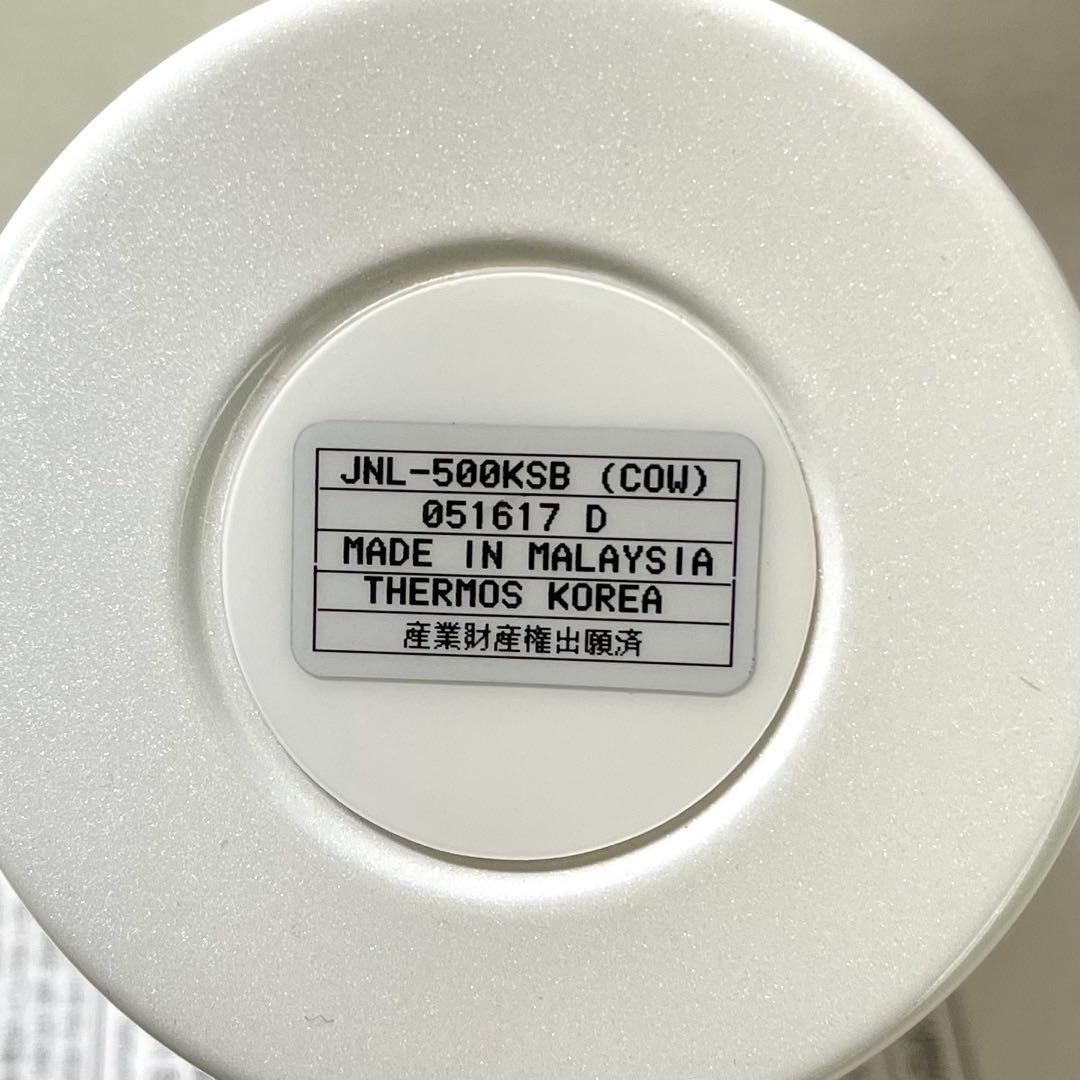 JNL-500KSB (COW)
051617 D
MADE IN MALAYSIA
THERMOS KOREA
産業財産権出願済